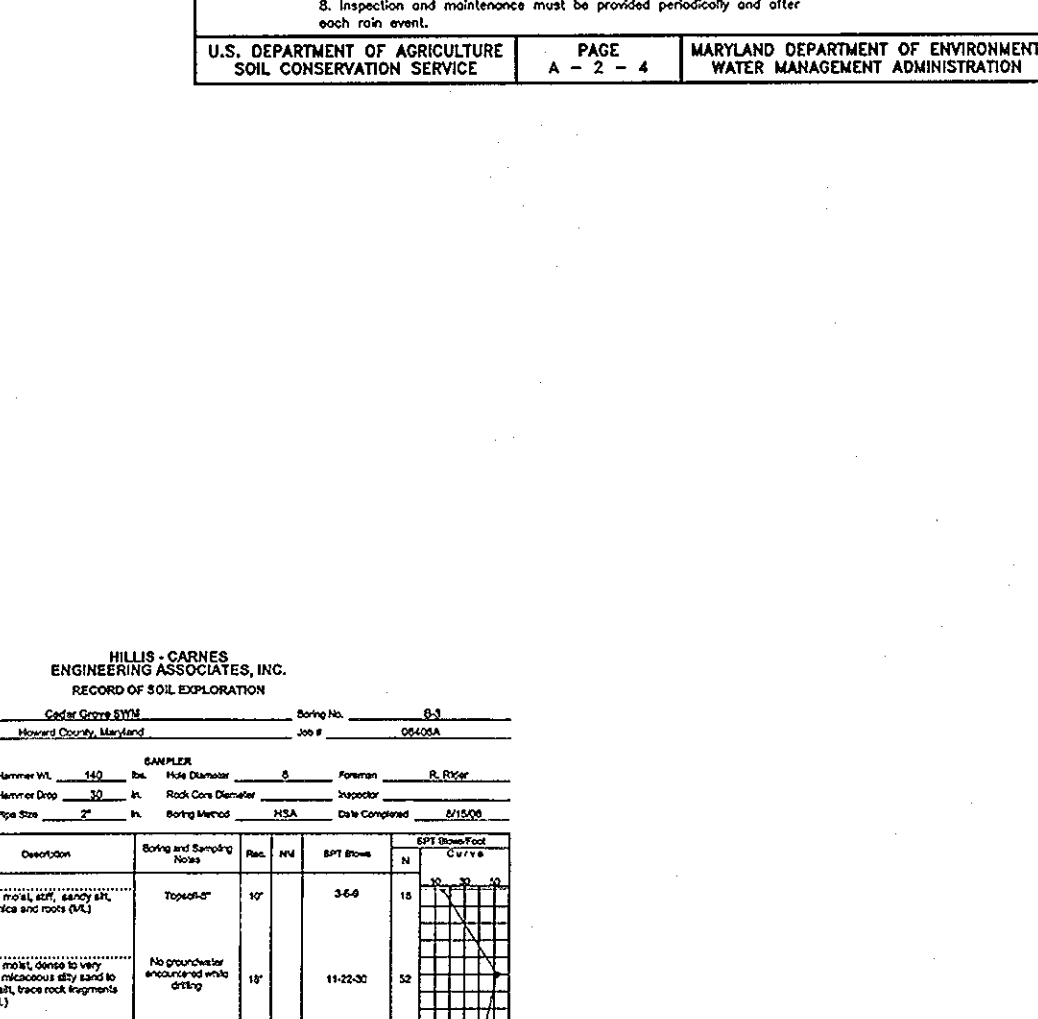 8. Inspection and maintenance must be provided periodically and after
each rain event.
U.S. DEPARTMENT OF AGRICULTURE
SOIL CONSERVATION SERVICE
PAGE
A - 2 - 4
MARYLAND DEPARTMENT OF ENVIRONMENT
WATER MANAGEMENT ADMINISTRATION
HILLIS - CARNES
ENGINEERING ASSOCIATES, INC.
RECORD OF SOIL EXPLORATION
Cedar Grove SWM Boring No. B-3
Howard County, Maryland Job # 06405A
SAMPLER
Hammer Wt. 140 lbs. Hole Diameter 8 Foreman
Hammer Drop 30 in. Rock Core Diameter Inspector
Pipe Size 2" in. Boring Method HSA Date Completed 8/15/06
Description
Boring and Sampling
Notes
Rec. NM SPT Blows
SPT Blows/Foot
N Curve
10 30 50
moist, stiff, sandy silt,
mica and roots (ML)
Topsoil-8" 10" 3-6-9 15
moist, dense to very
micaceous silty sand to
silt, trace rock fragments
No groundwater
encountered while
drilling
18" 11-22-30 52